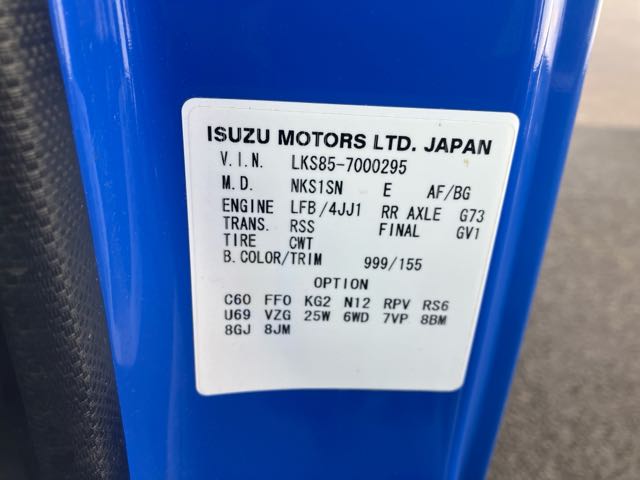 ISUZU MOTORS LTD. JAPAN
V.I.N. LKS85-7000295
M.D. NKS1SN E AF/BG
ENGINE LFB/4JJ1 RR AXLE G73
TRANS. RSS FINAL GV1
TIRE CWT
B.COLOR/TRIM 999/155
OPTION
C60 FF0 KG2 N12 RPV RS6
U69 VZG 25W 6WD 7VP 8BM
8GJ 8JM